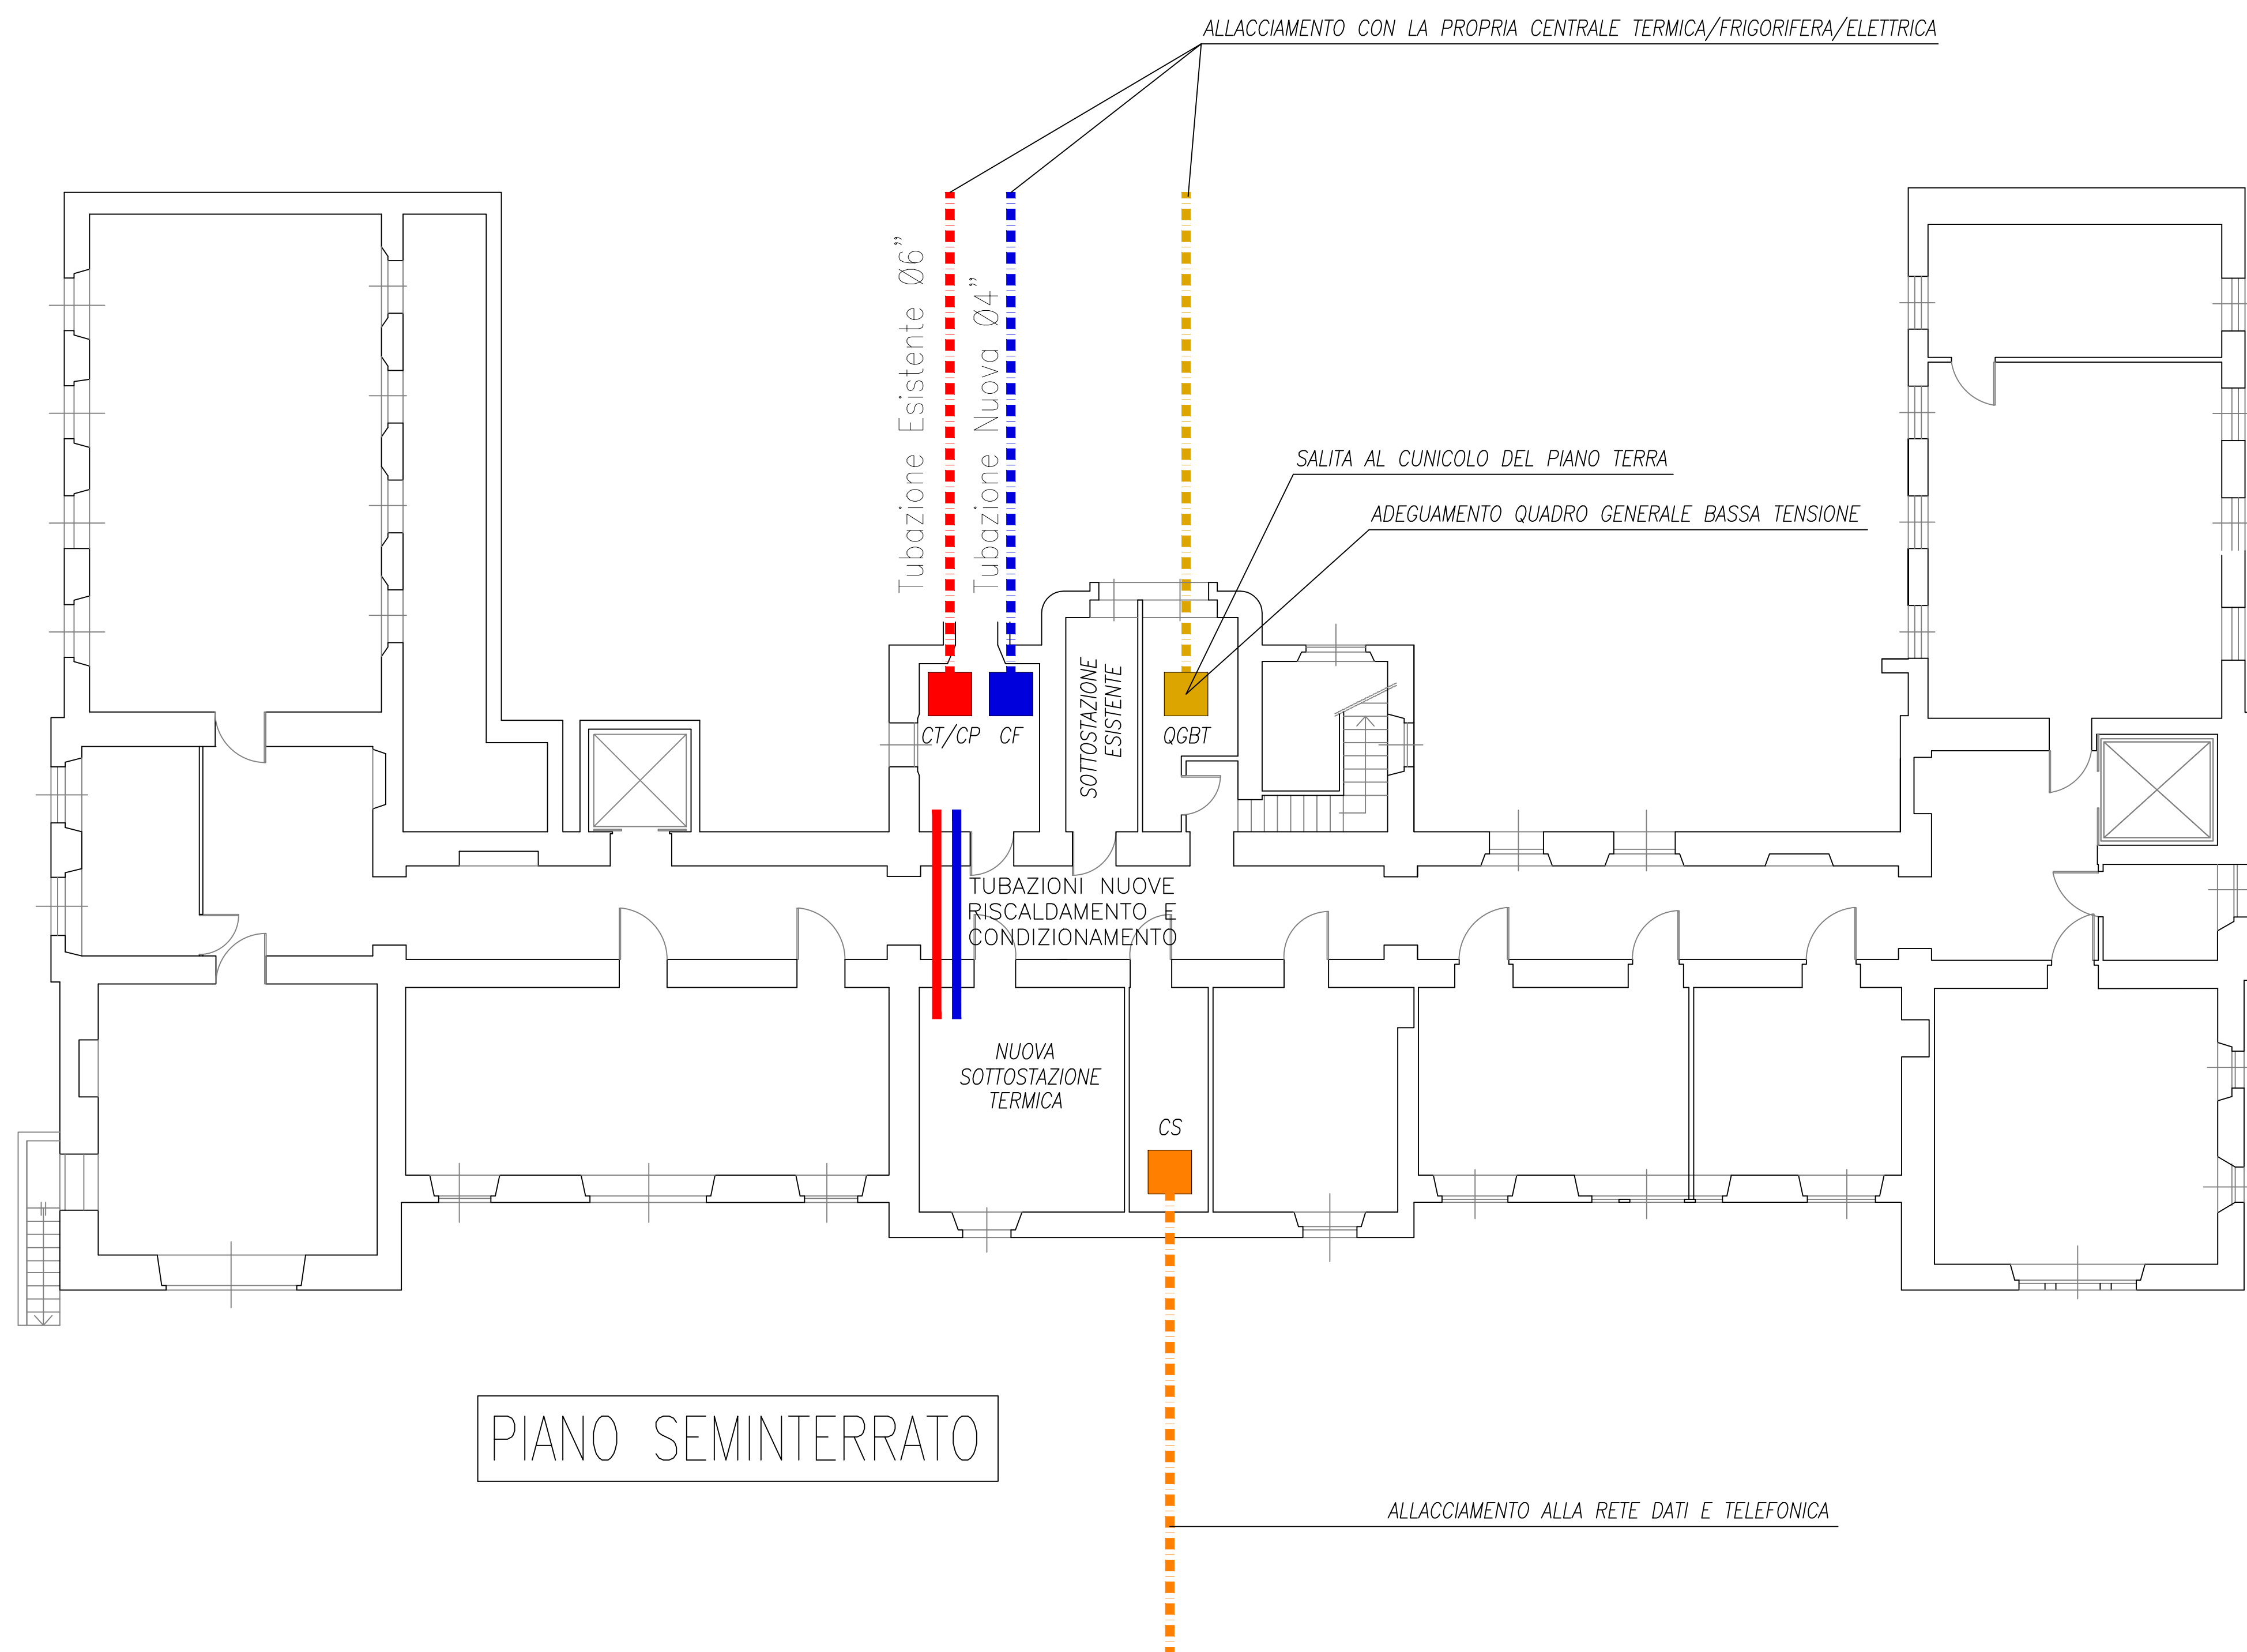 ALLACCIAMENTO CON LA PROPRIA CENTRALE TERMICA/FRIGORIFERA/ELETTRICA
Tubazione Esistente Ø6"
Tubazione Nuova Ø4"
SALITA AL CUNICOLO DEL PIANO TERRA
ADEGUAMENTO QUADRO GENERALE BASSA TENSIONE
SOTTOSTAZIONE
ESISTENTE
CT/CP
CF
QGBT
TUBAZIONI NUOVE
RISCALDAMENTO E
CONDIZIONAMENTO
NUOVA
SOTTOSTAZIONE
TERMICA
CS
PIANO SEMINTERRATO
ALLACCIAMENTO ALLA RETE DATI E TELEFONICA